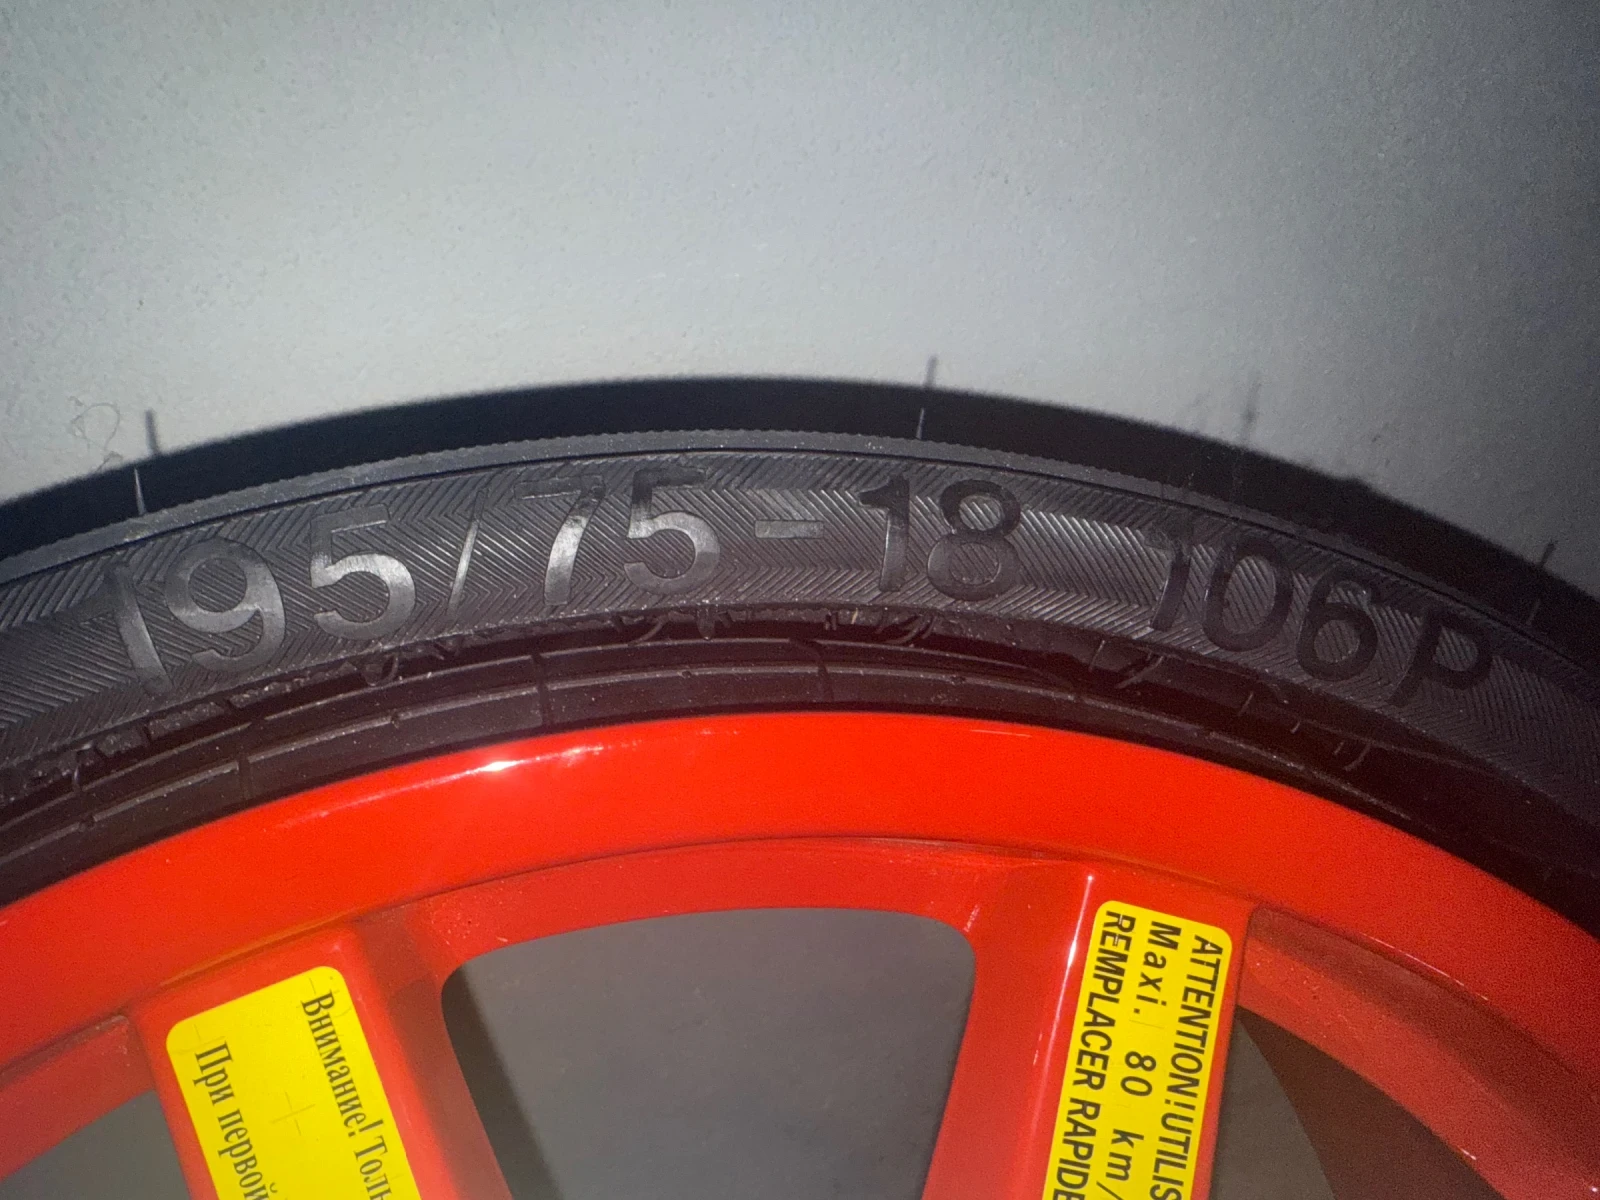 195/75-18 106P
Внимание! Толь
При первой
ATTENTION!UTILIS
Maxi. 80 km/
REMPLACER RAPIDE